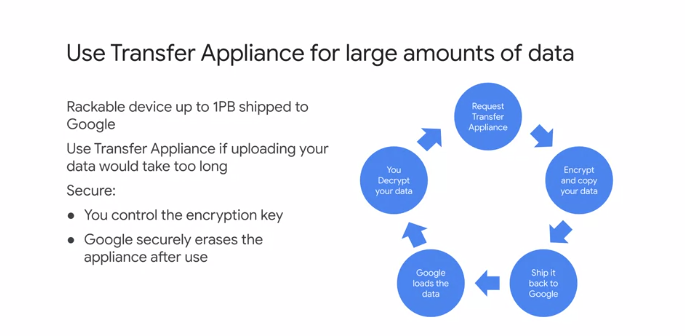 Use Transfer Appliance for large amounts of data
Rackable device up to 1PB shipped to
Google
Use Transfer Appliance if uploading your
data would take too long
Secure:
● You control the encryption key
● Google securely erases the
appliance after use
Request
Transfer
Appliance
Encrypt
and copy
your data
Ship it
back to
Google
Google
loads the
data
You
Decrypt
your data